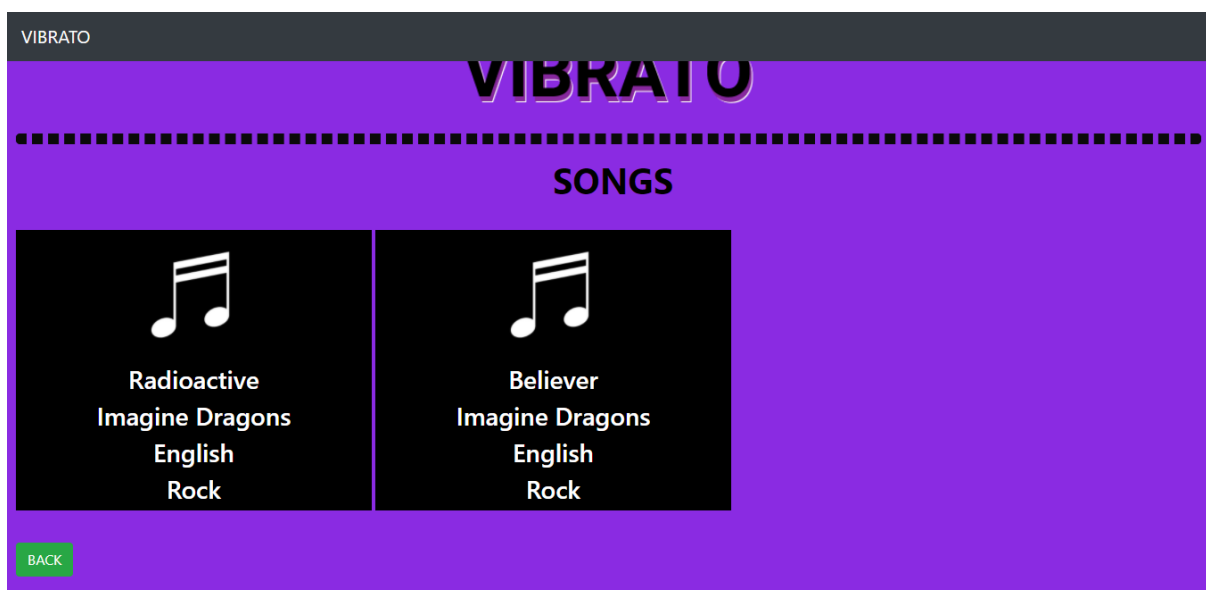 VIBRATO
VIBRATO
SONGS
Radioactive
Imagine Dragons
English
Rock
Believer
Imagine Dragons
English
Rock
BACK